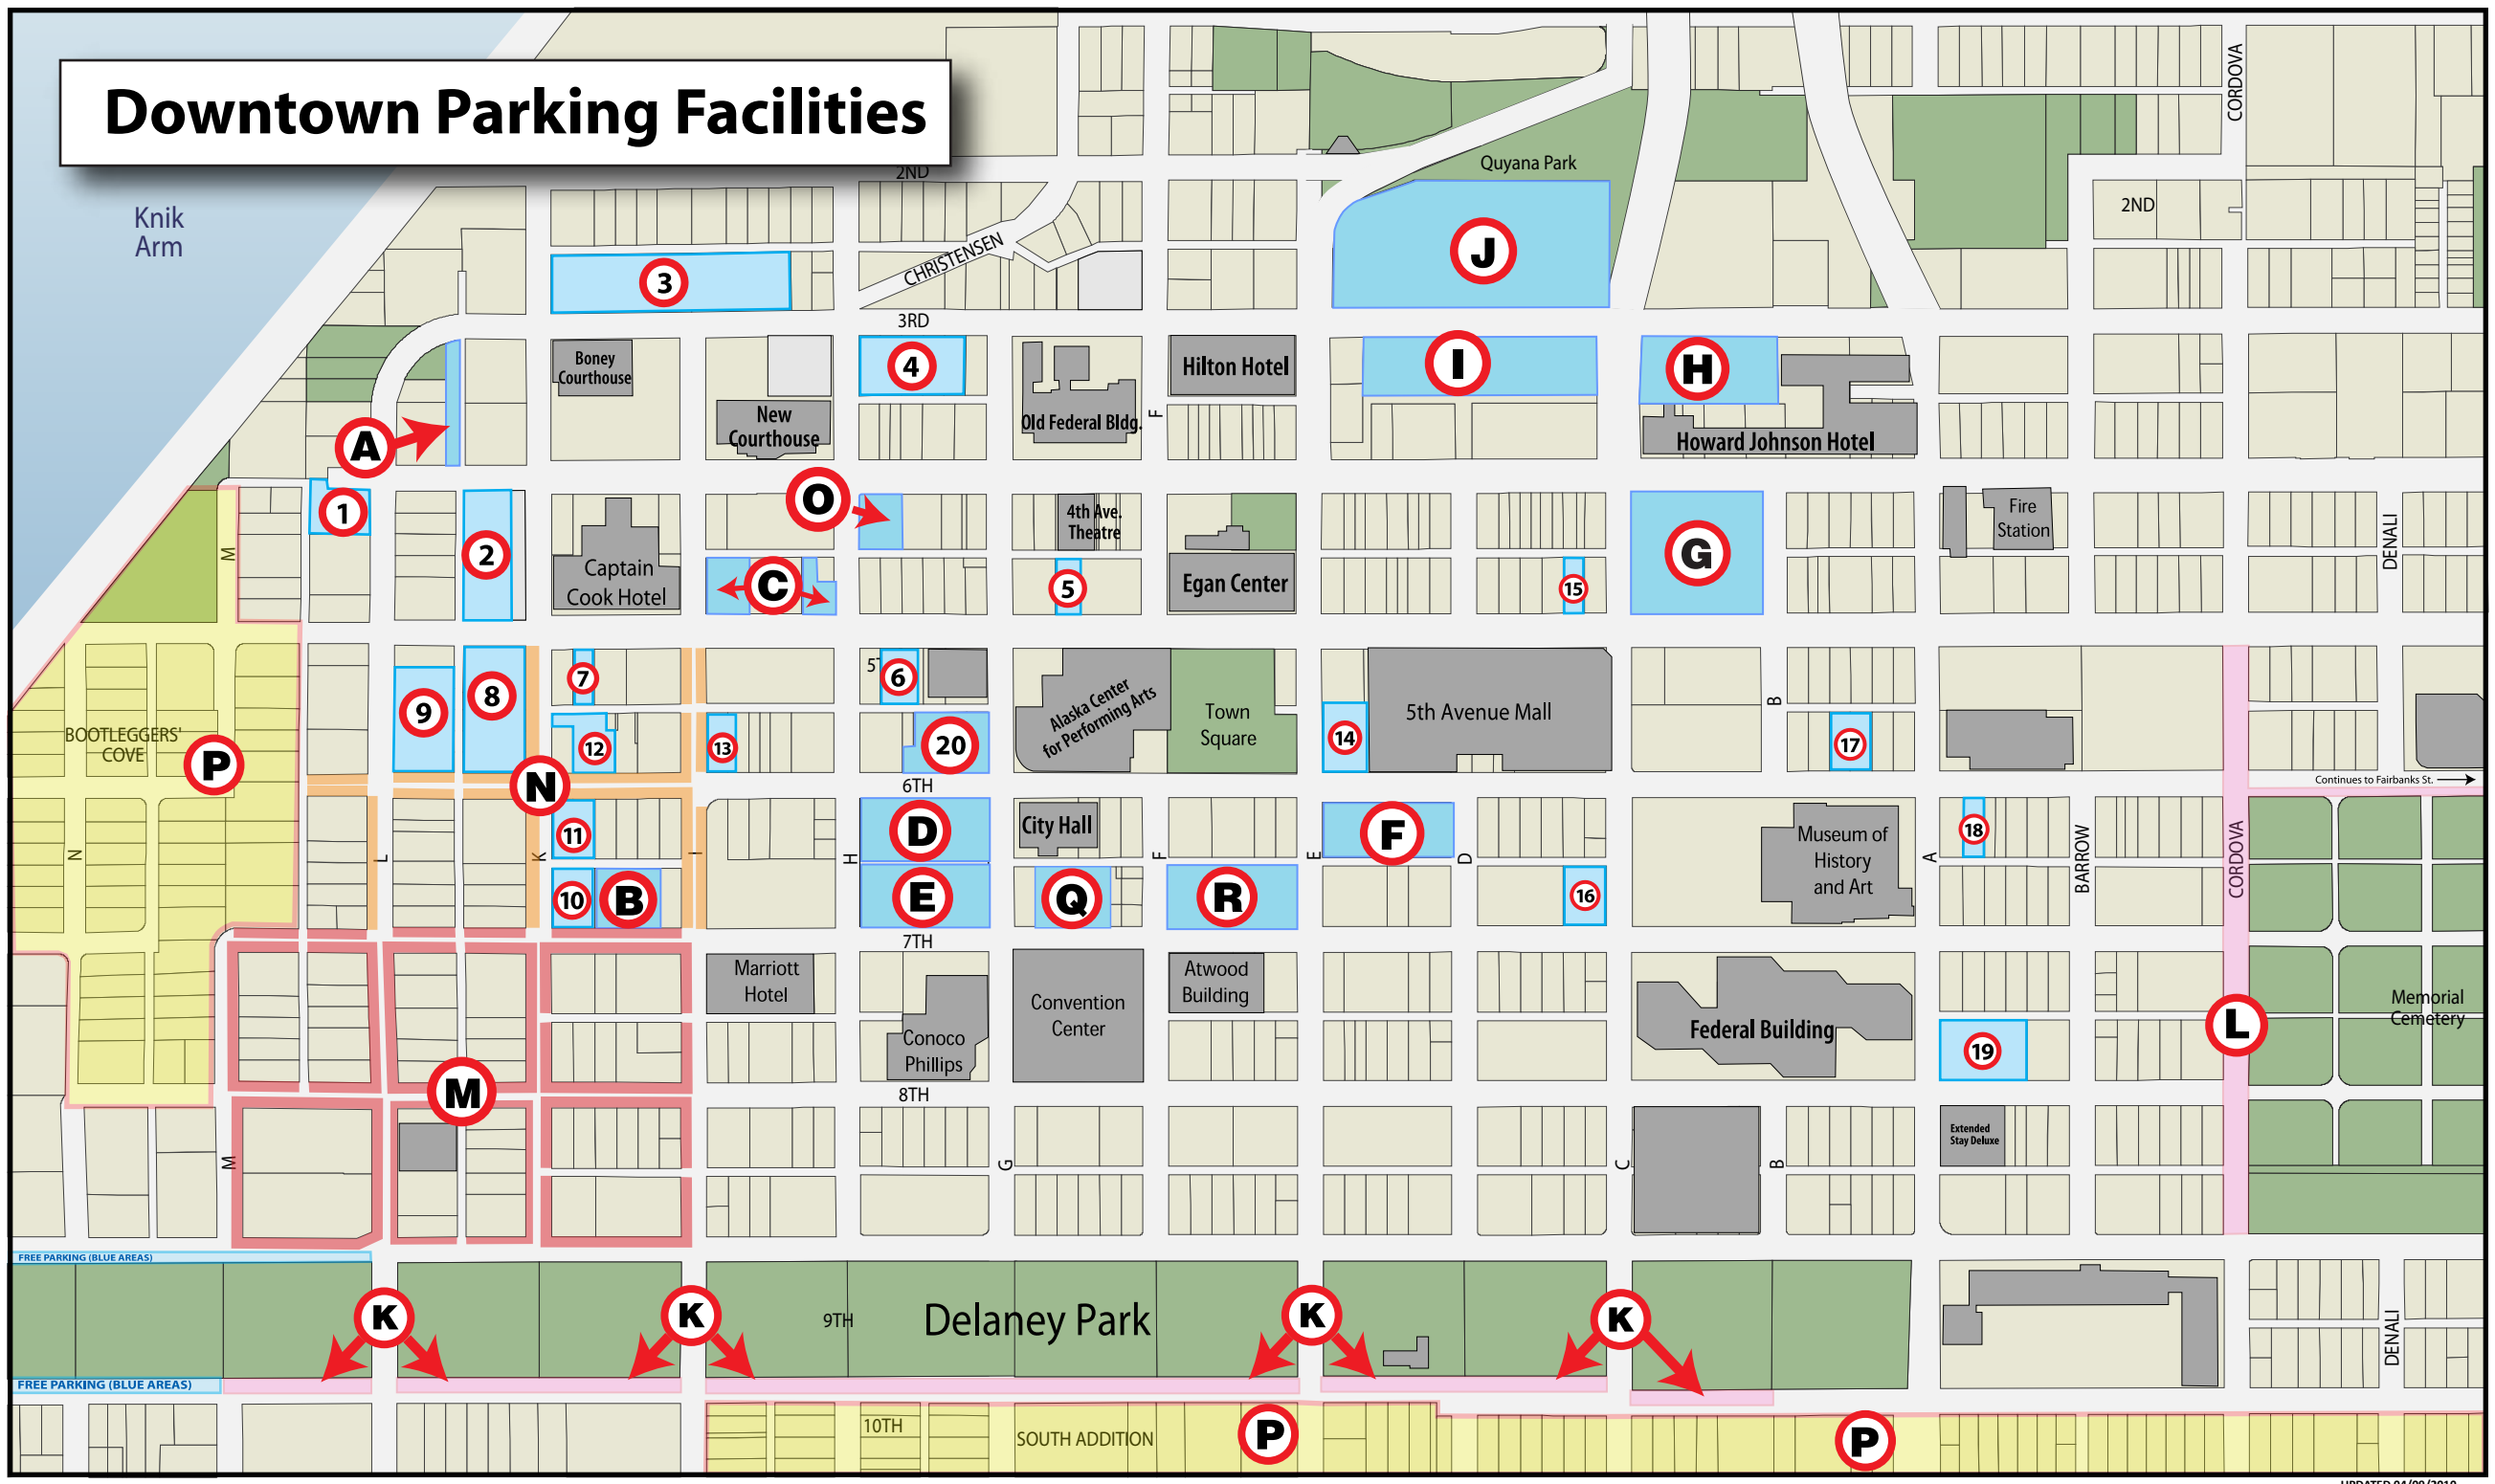 Downtown Parking Facilities
CORDOVA
2ND
Quyana Park
Knik
Arm
2ND
J
CHRISTENSEN
3
3RD
Boney
Courthouse
4
Hilton Hotel
I
H
New
Courthouse
Old Federal Bldg.
F
Howard Johnson Hotel
A
O
1
4th Ave.
Theatre
Fire
Station
2
M
G
DENALI
Captain
Cook Hotel
C
5
Egan Center
15
5T
6
7
8
9
Alaska Center
for Performing Arts
Town
Square
5th Avenue Mall
B
BOOTLEGGERS'
COVE
P
12
13
20
14
17
N
6TH
Continues to Fairbanks St.
11
D
City Hall
F
18
Museum of
History
and Art
N
L
K
I
H
F
E
D
A
BARROW
CORDOVA
10
B
E
Q
R
16
7TH
Marriott
Hotel
Atwood
Building
Convention
Center
Conoco
Phillips
Federal Building
19
L
Memorial
Cemetery
M
8TH
Extended
Stay Deluxe
M
G
C
B
FREE PARKING (BLUE AREAS)
K
K
9TH
Delaney Park
K
K
DENALI
FREE PARKING (BLUE AREAS)
10TH
SOUTH ADDITION
P
P
UPDATED 04/09/2010